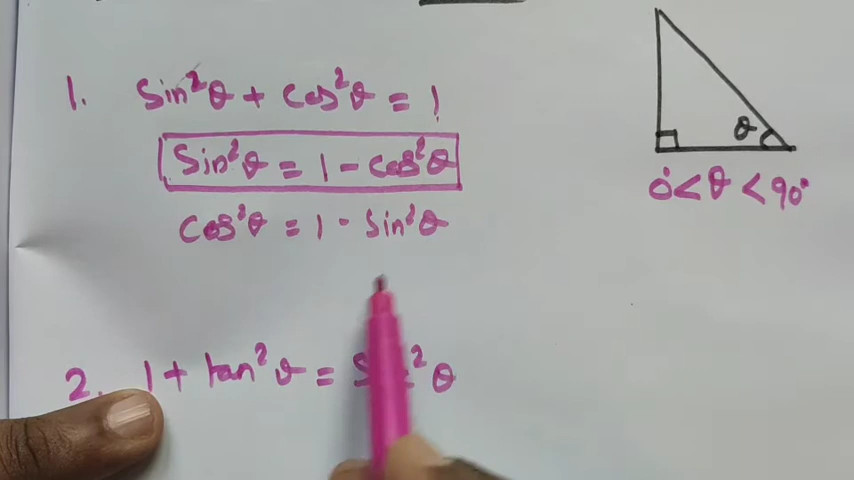 1. Sin²θ + cos²θ = 1
Sin²θ = 1 - cos²θ
cos²θ = 1 - Sin²θ
θ
0° < θ < 90°
2. 1 + tan²θ =